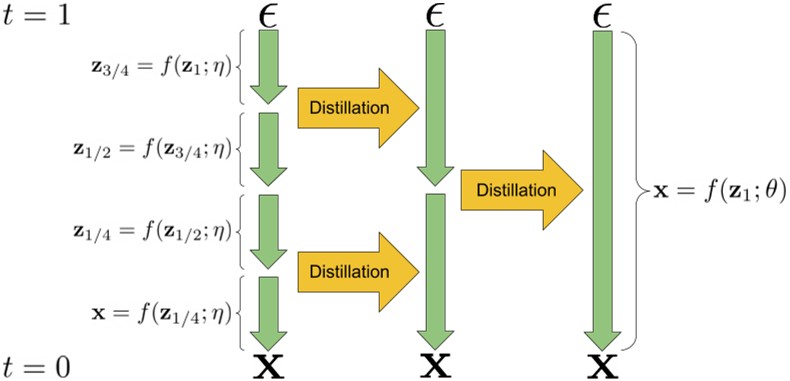 t = 1
ϵ ϵ ϵ
z_{3/4} = f(z_1; η)
Distillation
z_{1/2} = f(z_{3/4}; η)
Distillation
x = f(z_1; θ)
z_{1/4} = f(z_{1/2}; η)
Distillation
x = f(z_{1/4}; η)
t = 0
x x x